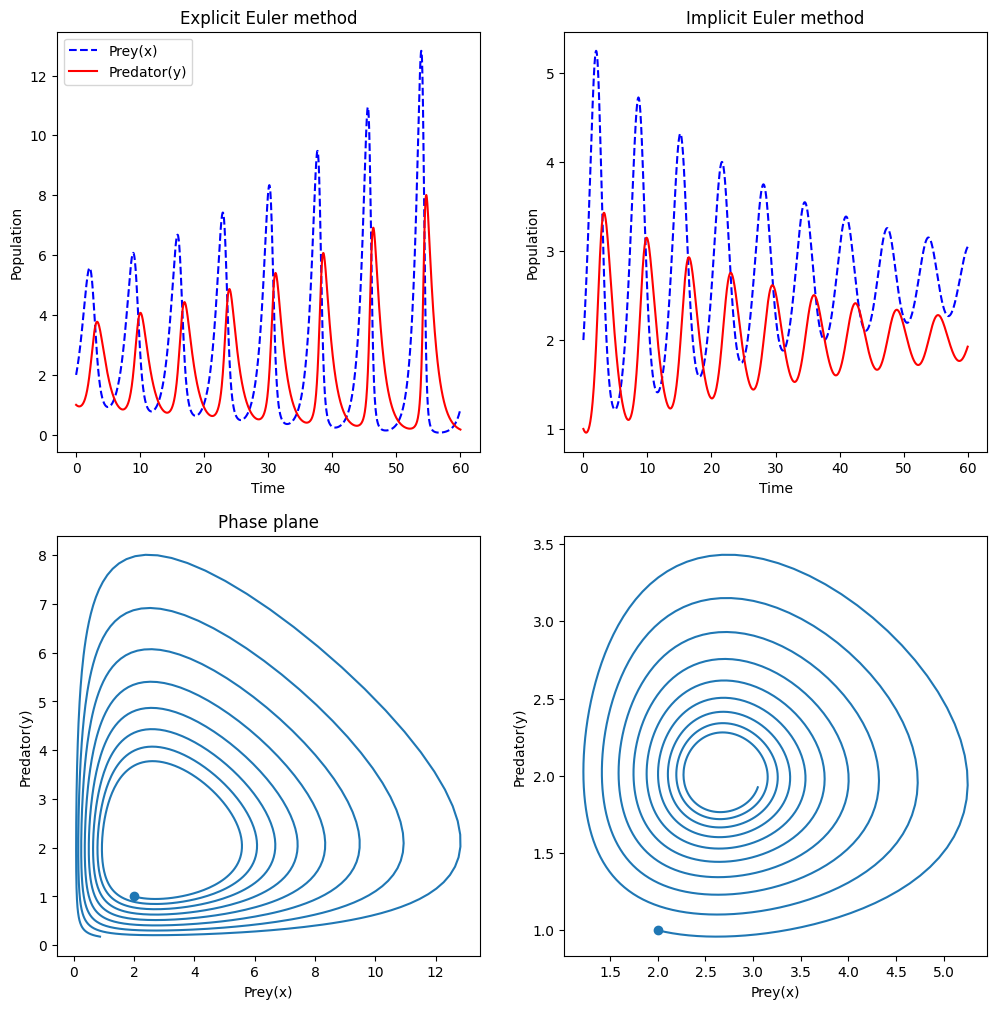 Explicit Euler method
Prey(x)
Predator(y)
Population
12
10
8
6
4
2
0
0 10 20 30 40 50 60
Time
Implicit Euler method
Population
5
4
3
2
1
0 10 20 30 40 50 60
Time
Phase plane
Predator(y)
8
7
6
5
4
3
2
1
0
0 2 4 6 8 10 12
Prey(x)
Predator(y)
3.5
3.0
2.5
2.0
1.5
1.0
1.5 2.0 2.5 3.0 3.5 4.0 4.5 5.0
Prey(x)